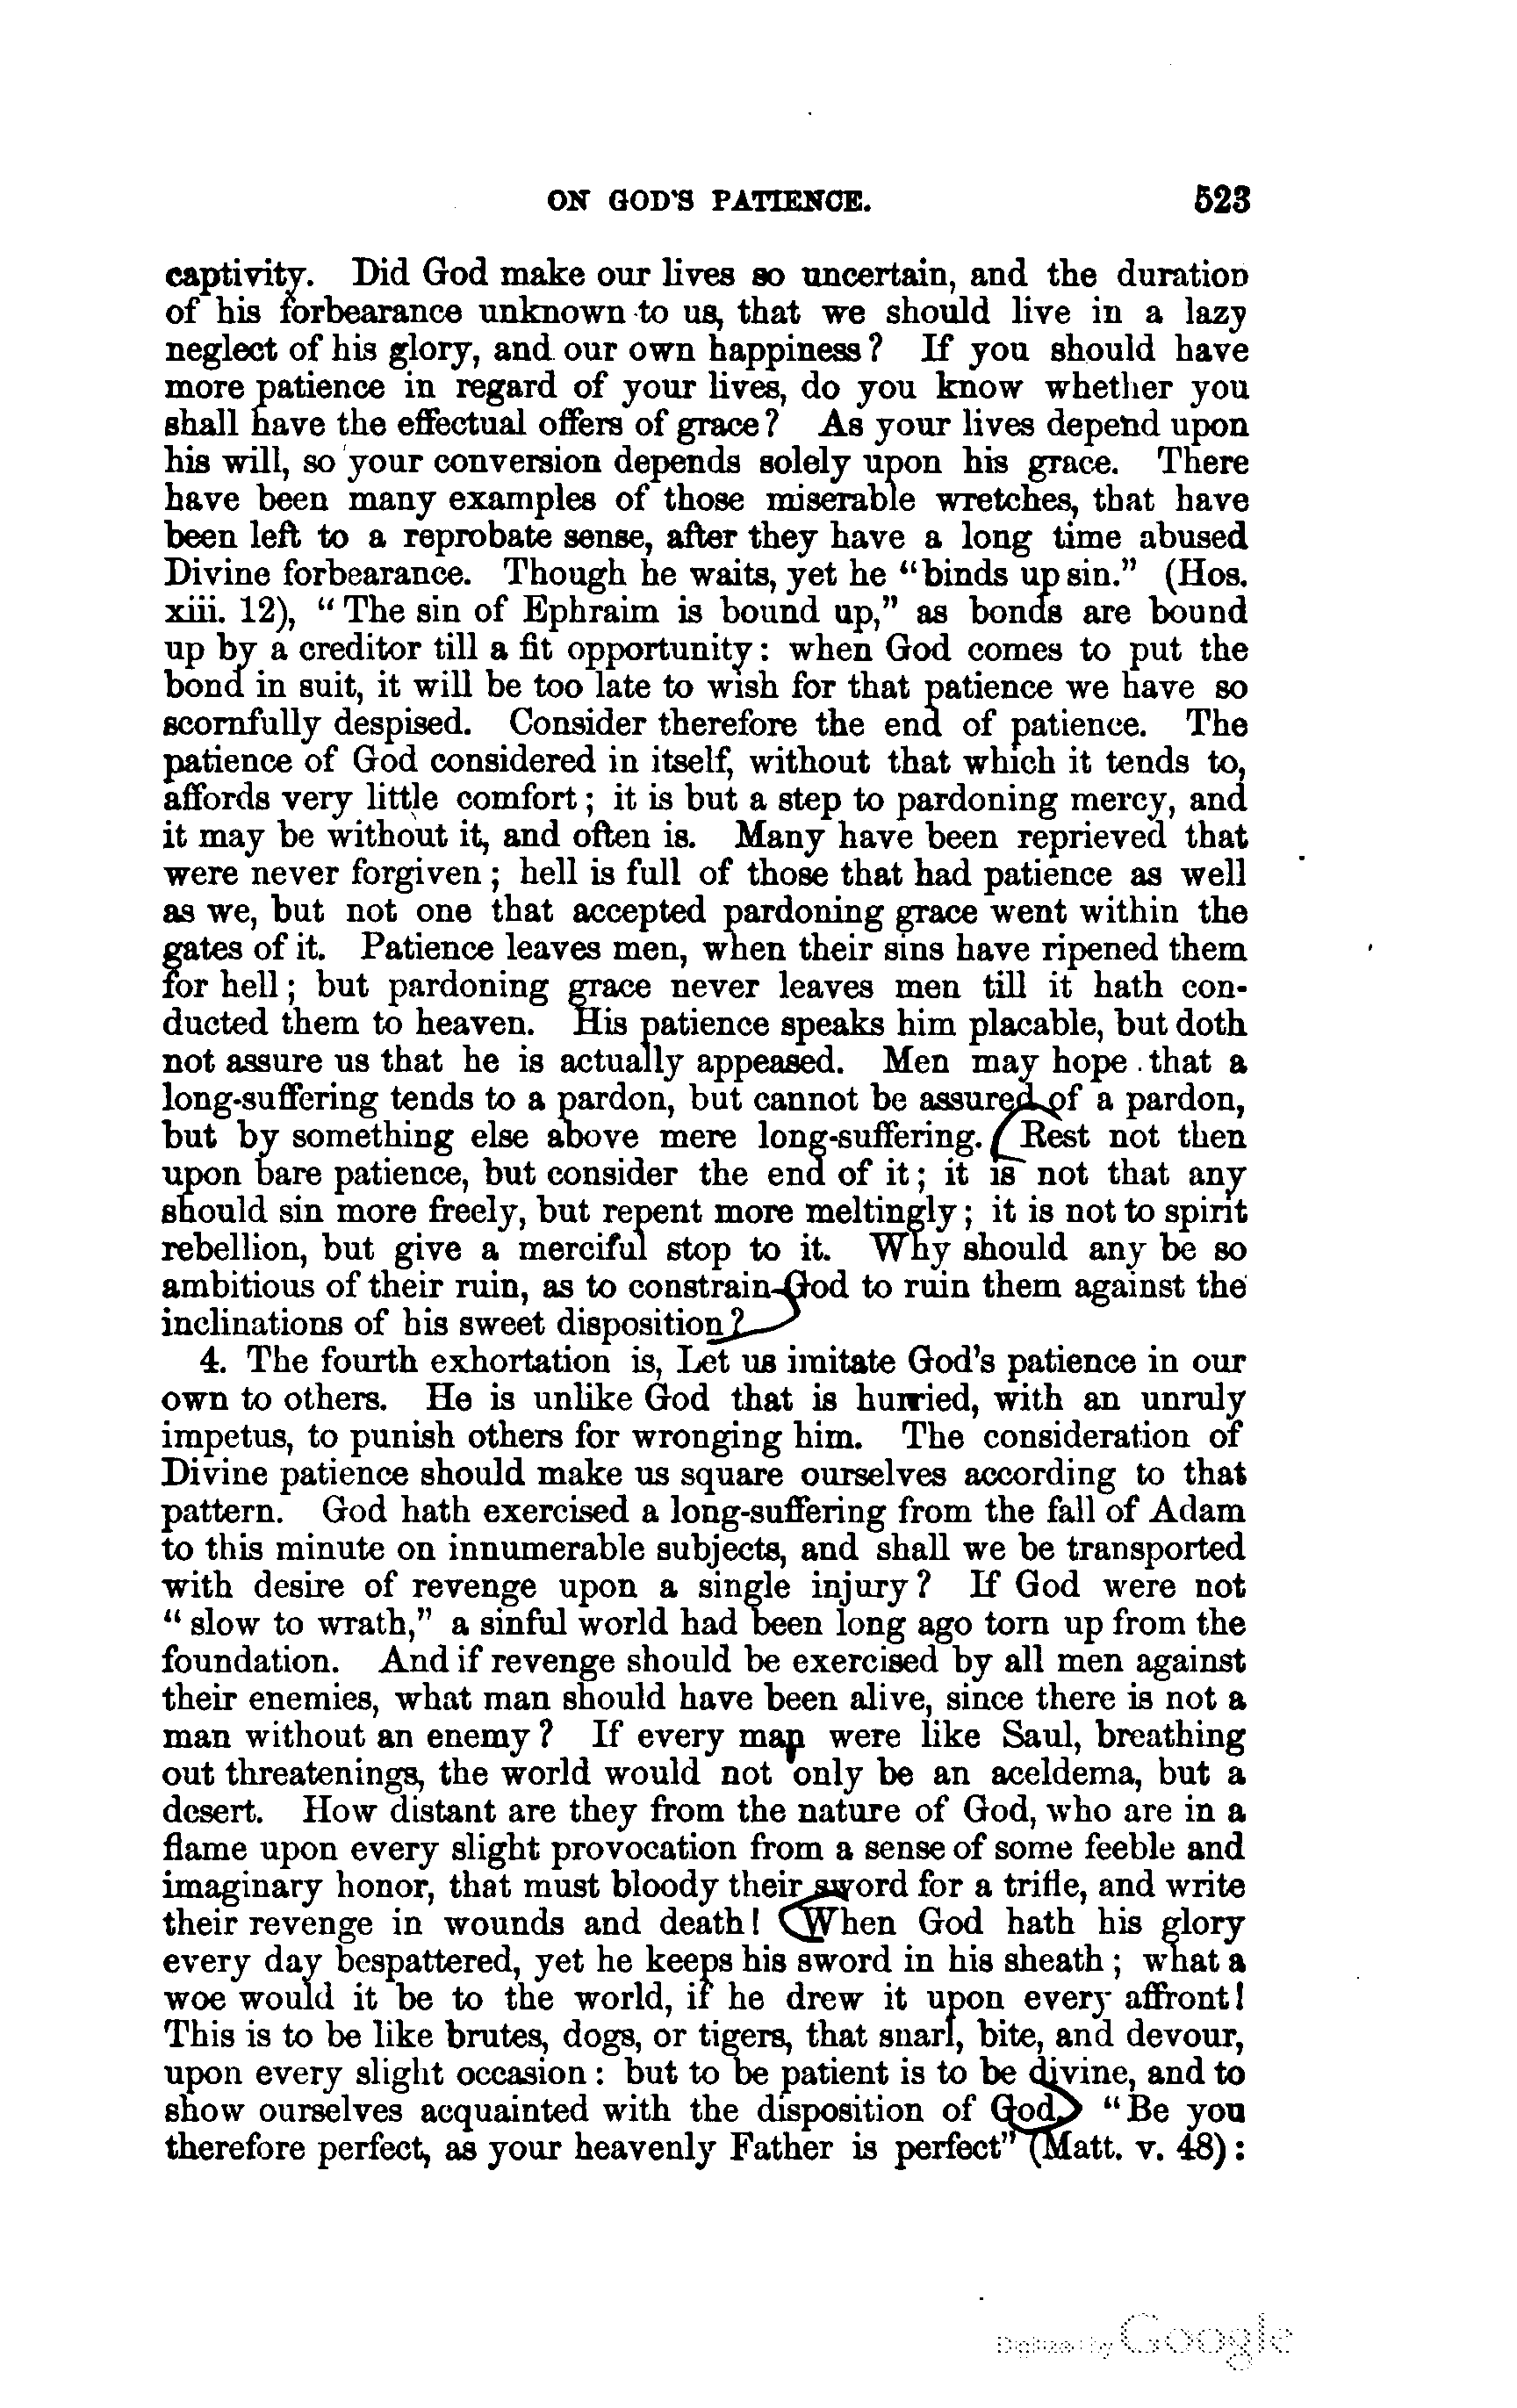 ON GOD'S PATIENCE. 523
captivity. Did God make our lives so uncertain, and the duration
of his forbearance unknown to us, that we should live in a lazy
neglect of his glory, and our own happiness? If you should have
more patience in regard of your lives, do you know whether you
shall have the effectual offers of grace? As your lives depend upon
his will, so your conversion depends solely upon his grace. There
have been many examples of those miserable wretches, that have
been left to a reprobate sense, after they have a long time abused
Divine forbearance. Though he waits, yet he "binds up sin." (Hos.
xiii. 12), "The sin of Ephraim is bound up," as bonds are bound
up by a creditor till a fit opportunity: when God comes to put the
bond in suit, it will be too late to wish for that patience we have so
scornfully despised. Consider therefore the end of patience. The
patience of God considered in itself, without that which it tends to,
affords very little comfort; it is but a step to pardoning mercy, and
it may be without it, and often is. Many have been reprieved that
were never forgiven; hell is full of those that had patience as well
as we, but not one that accepted pardoning grace went within the
gates of it. Patience leaves men, when their sins have ripened them
for hell; but pardoning grace never leaves men till it hath con-
ducted them to heaven. His patience speaks him placable, but doth
not assure us that he is actually appeased. Men may hope that a
long-suffering tends to a pardon, but cannot be assured of a pardon,
but by something else above mere long-suffering. Rest not then
upon bare patience, but consider the end of it; it is not that any
should sin more freely, but repent more meltingly; it is not to spirit
rebellion, but give a merciful stop to it. Why should any be so
ambitious of their ruin, as to constrain God to ruin them against the
inclinations of his sweet disposition?
4. The fourth exhortation is, Let us imitate God's patience in our
own to others. He is unlike God that is hurried, with an unruly
impetus, to punish others for wronging him. The consideration of
Divine patience should make us square ourselves according to that
pattern. God hath exercised a long-suffering from the fall of Adam
to this minute on innumerable subjects, and shall we be transported
with desire of revenge upon a single injury? If God were not
"slow to wrath," a sinful world had been long ago torn up from the
foundation. And if revenge should be exercised by all men against
their enemies, what man should have been alive, since there is not a
man without an enemy? If every man were like Saul, breathing
out threatenings, the world would not only be an aceldema, but a
desert. How distant are they from the nature of God, who are in a
flame upon every slight provocation from a sense of some feeble and
imaginary honor, that must bloody their sword for a trifle, and write
their revenge in wounds and death! When God hath his glory
every day bespattered, yet he keeps his sword in his sheath; what a
woe would it be to the world, if he drew it upon every affront!
This is to be like brutes, dogs, or tigers, that snarl, bite, and devour,
upon every slight occasion: but to be patient is to be divine, and to
show ourselves acquainted with the disposition of God. "Be you
therefore perfect, as your heavenly Father is perfect" (Matt. v. 48):
Digitized by Google